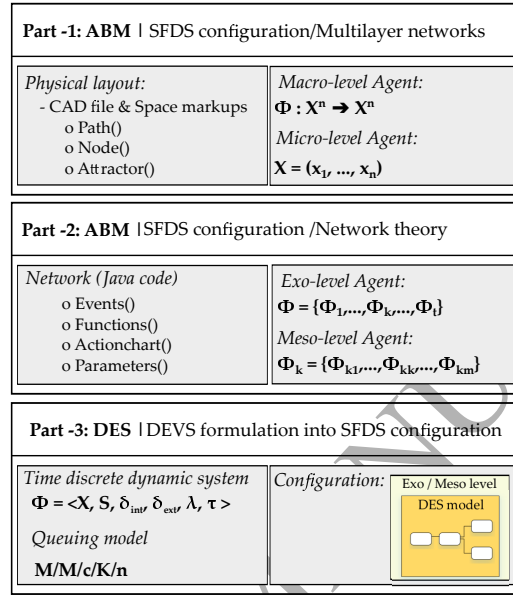 Part -1: ABM | SFDS configuration/Multilayer networks
Physical layout:
- CAD file & Space markups
o Path()
o Node()
o Attractor()
Macro-level Agent:
Φ : Xⁿ ➔ Xⁿ
Micro-level Agent:
X = (x₁, ..., xₙ)
Part -2: ABM |SFDS configuration /Network theory
Network (Java code)
o Events()
o Functions()
o Actionchart()
o Parameters()
Exo-level Agent:
Φ = {Φ₁,...,Φₖ,...,Φₜ}
Meso-level Agent:
Φₖ = {Φₖ₁,...,Φₖₖ,...,Φₖₘ}
Part -3: DES |DEVS formulation into SFDS configuration
Time discrete dynamic system
Φ = <X, S, δ_int, δ_ext, λ, τ >
Queuing model
M/M/c/K/n
Configuration:
Exo / Meso level
DES model